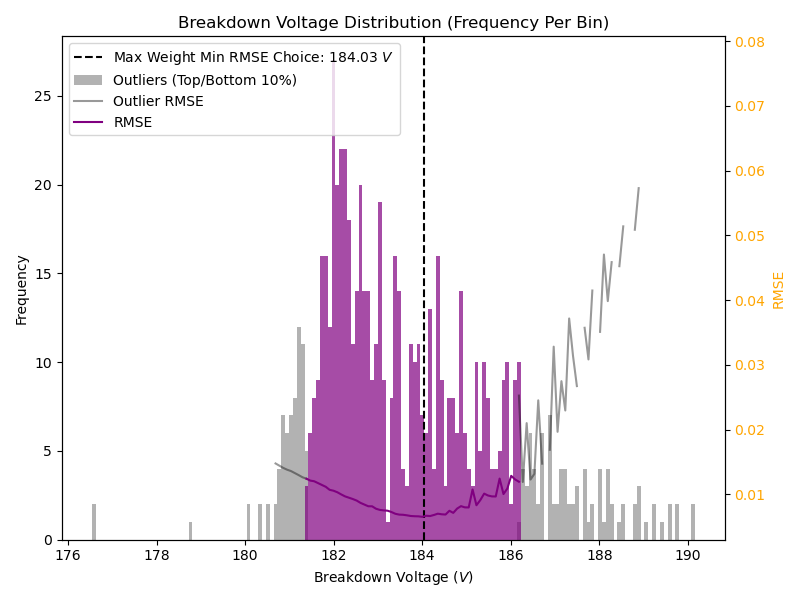 Breakdown Voltage Distribution (Frequency Per Bin)
Max Weight Min RMSE Choice: 184.03 V
Outliers (Top/Bottom 10%)
Outlier RMSE
RMSE
Frequency
25
20
15
10
5
0
0.08
0.07
0.06
0.05
0.04
0.03
0.02
0.01
RMSE
176 178 180 182 184 186 188 190
Breakdown Voltage (V)